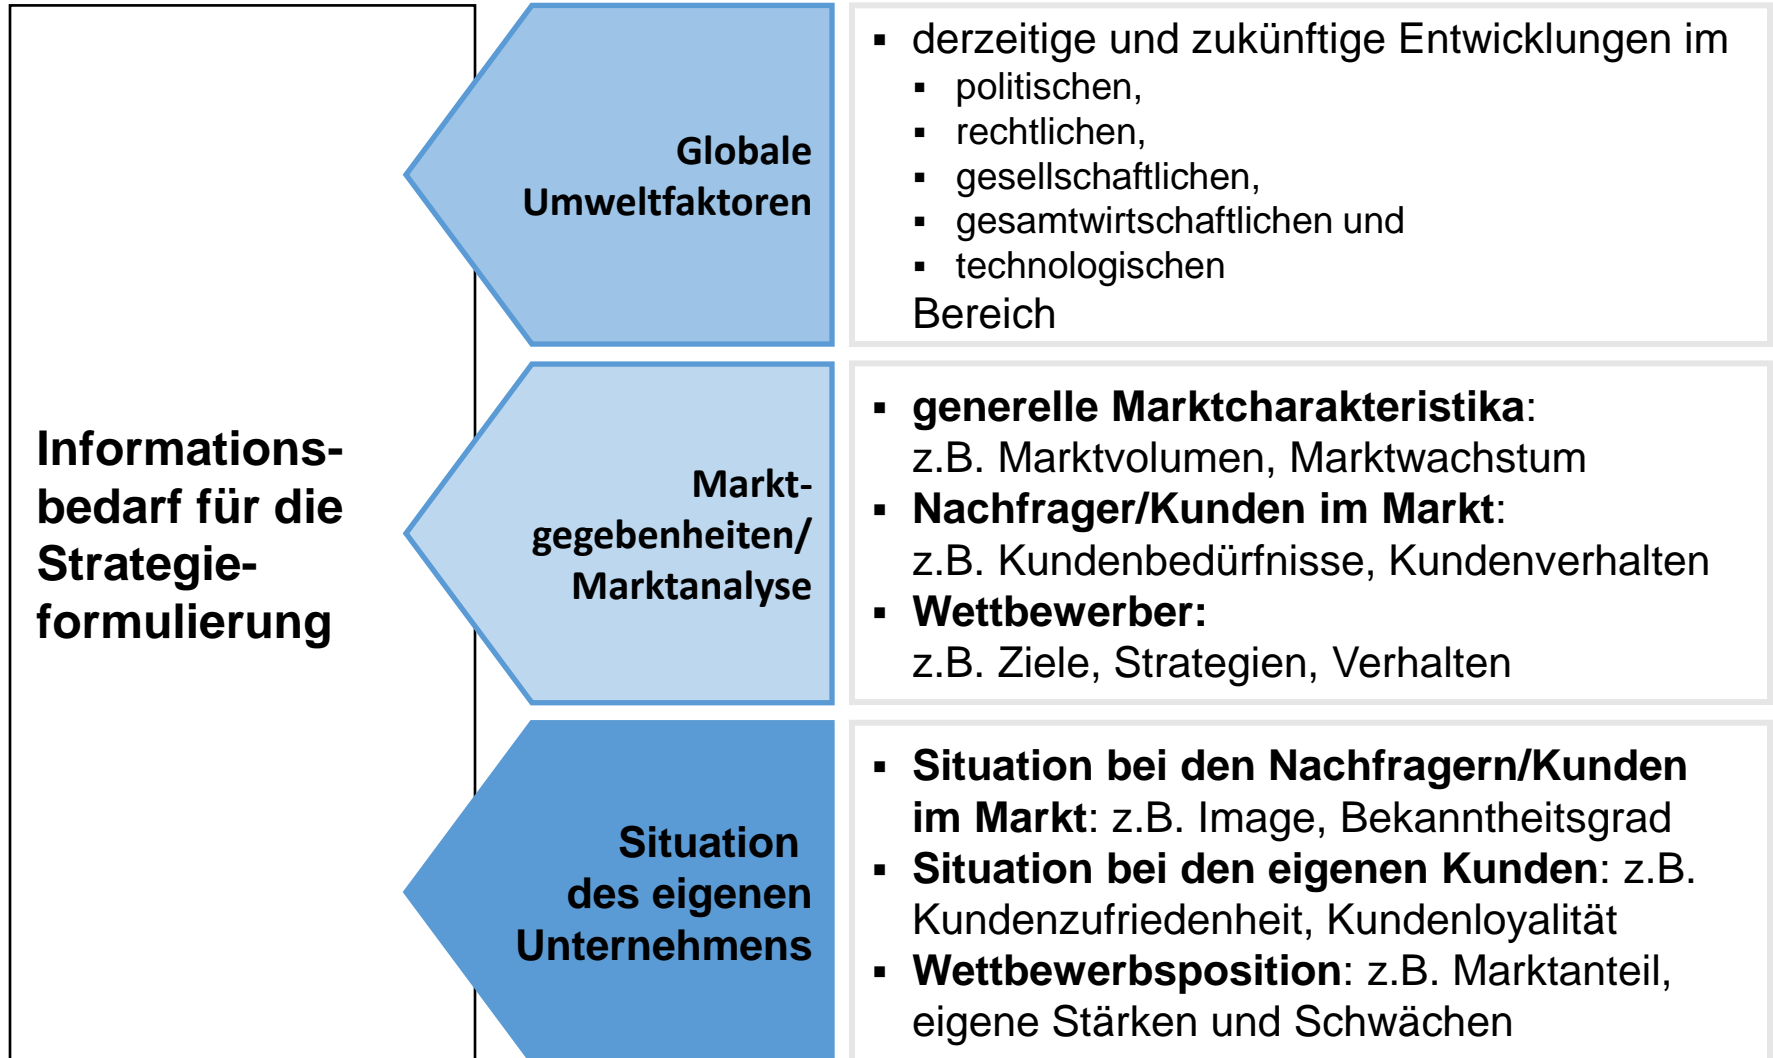 Informations-
bedarf für die
Strategie-
formulierung
Globale
Umweltfaktoren
▪ derzeitige und zukünftige Entwicklungen im
▪ politischen,
▪ rechtlichen,
▪ gesellschaftlichen,
▪ gesamtwirtschaftlichen und
▪ technologischen
Bereich
Markt-
gegebenheiten/
Marktanalyse
▪ generelle Marktcharakteristika:
z.B. Marktvolumen, Marktwachstum
▪ Nachfrager/Kunden im Markt:
z.B. Kundenbedürfnisse, Kundenverhalten
▪ Wettbewerber:
z.B. Ziele, Strategien, Verhalten
Situation
des eigenen
Unternehmens
▪ Situation bei den Nachfragern/Kunden
im Markt: z.B. Image, Bekanntheitsgrad
▪ Situation bei den eigenen Kunden: z.B.
Kundenzufriedenheit, Kundenloyalität
▪ Wettbewerbsposition: z.B. Marktanteil,
eigene Stärken und Schwächen